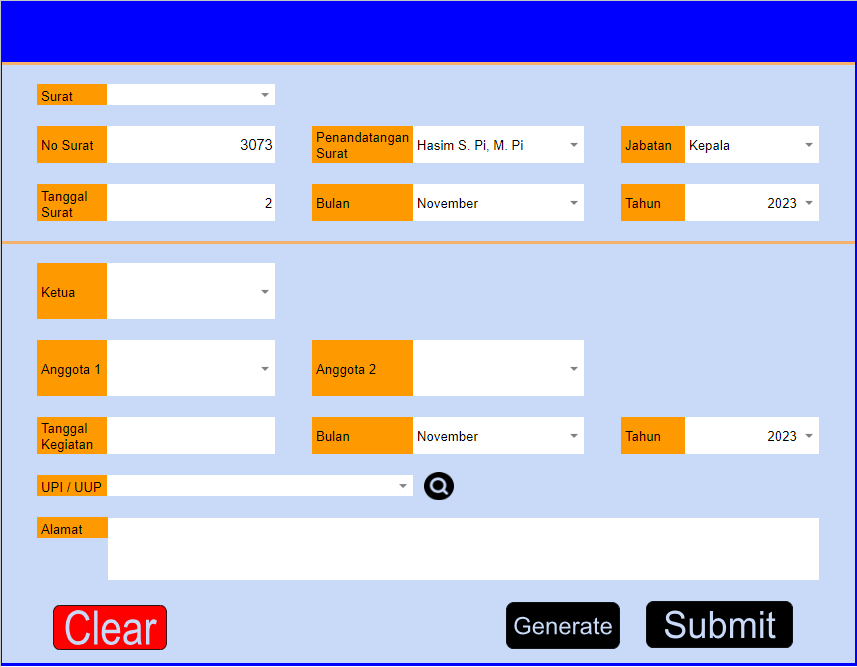 Surat
No Surat 3073 Penandatangan Surat Hasim S. Pi, M. Pi Jabatan Kepala
Tanggal Surat 2 Bulan November Tahun 2023
Ketua
Anggota 1 Anggota 2
Tanggal Kegiatan Bulan November Tahun 2023
UPI / UUP
Alamat
Clear Generate Submit